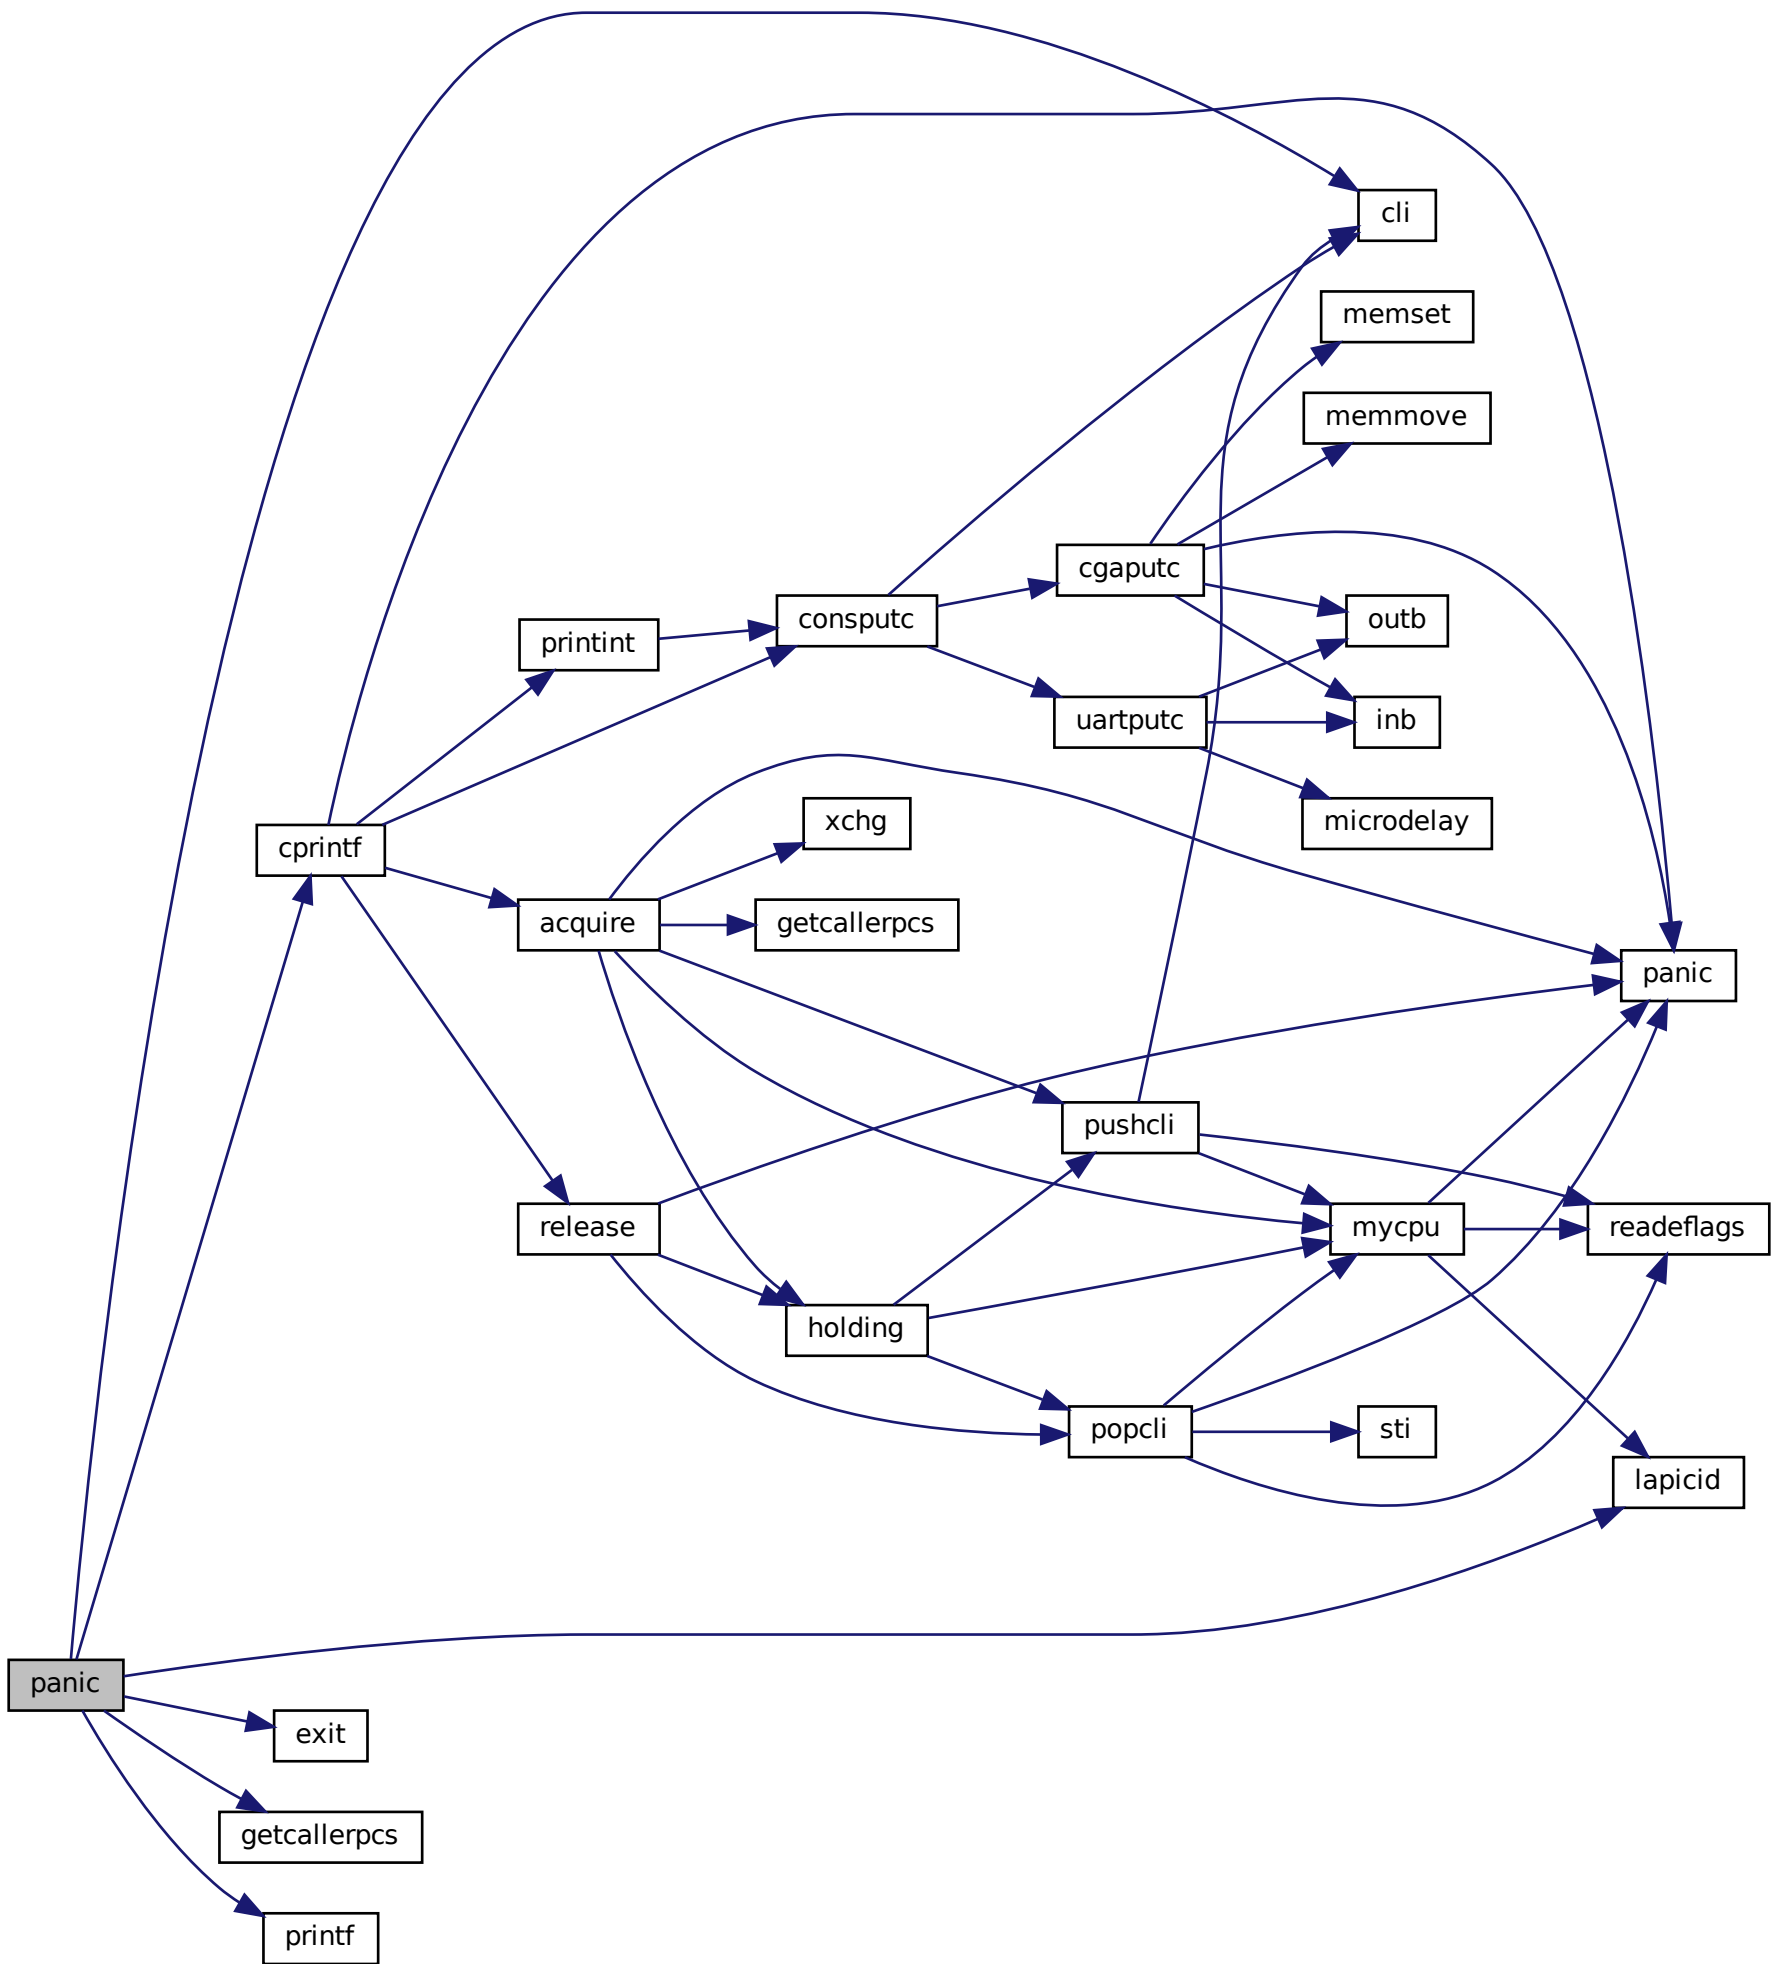 cli
memset
memmove
cgaputc
consputc
outb
printint
uartputc
inb
xchg
microdelay
cprintf
acquire
getcallerpcs
panic
pushcli
release
mycpu
readeflags
holding
popcli
sti
lapicid
panic
exit
getcallerpcs
printf